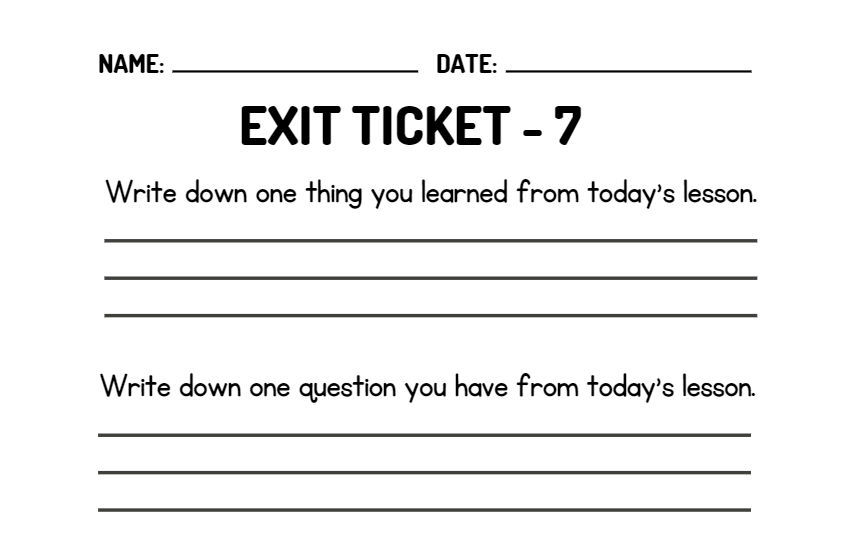 NAME: DATE:
EXIT TICKET - 7
Write down one thing you learned from today's lesson.
Write down one question you have from today's lesson.